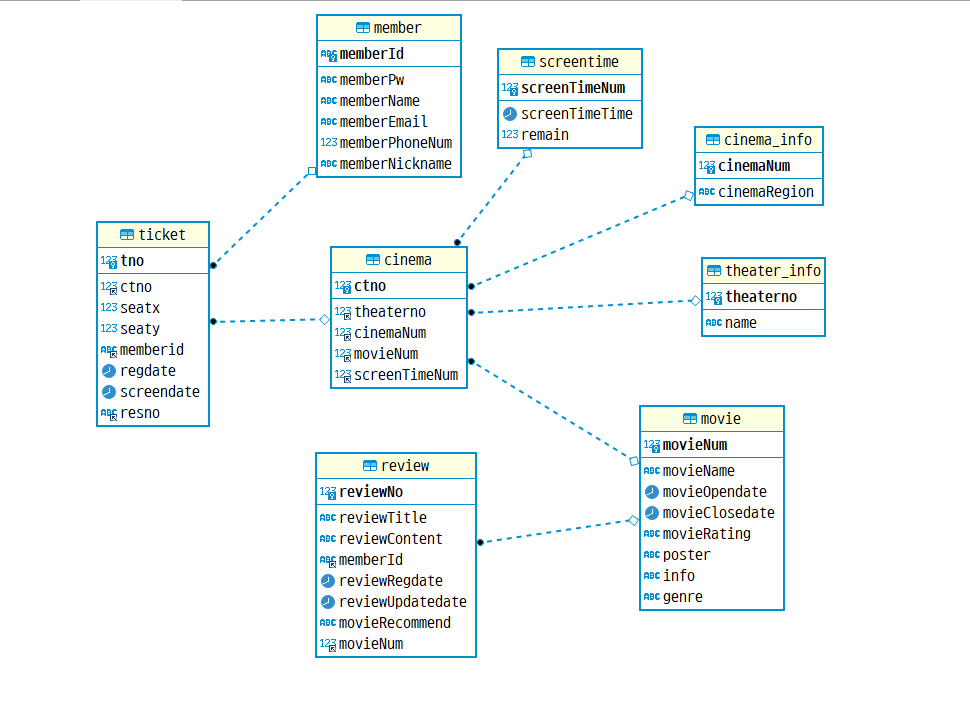 member
memberId
memberPw
memberName
memberEmail
memberPhoneNum
memberNickname
screentime
screenTimeNum
screenTimeTime
remain
cinema_info
cinemaNum
cinemaRegion
ticket
tno
ctno
seatx
seaty
memberid
regdate
screendate
resno
cinema
ctno
theaterno
cinemaNum
movieNum
screenTimeNum
theater_info
theaterno
name
movie
movieNum
movieName
movieOpendate
movieClosedate
movieRating
poster
info
genre
review
reviewNo
reviewTitle
reviewContent
memberId
reviewRegdate
reviewUpdatedate
movieRecommend
movieNum